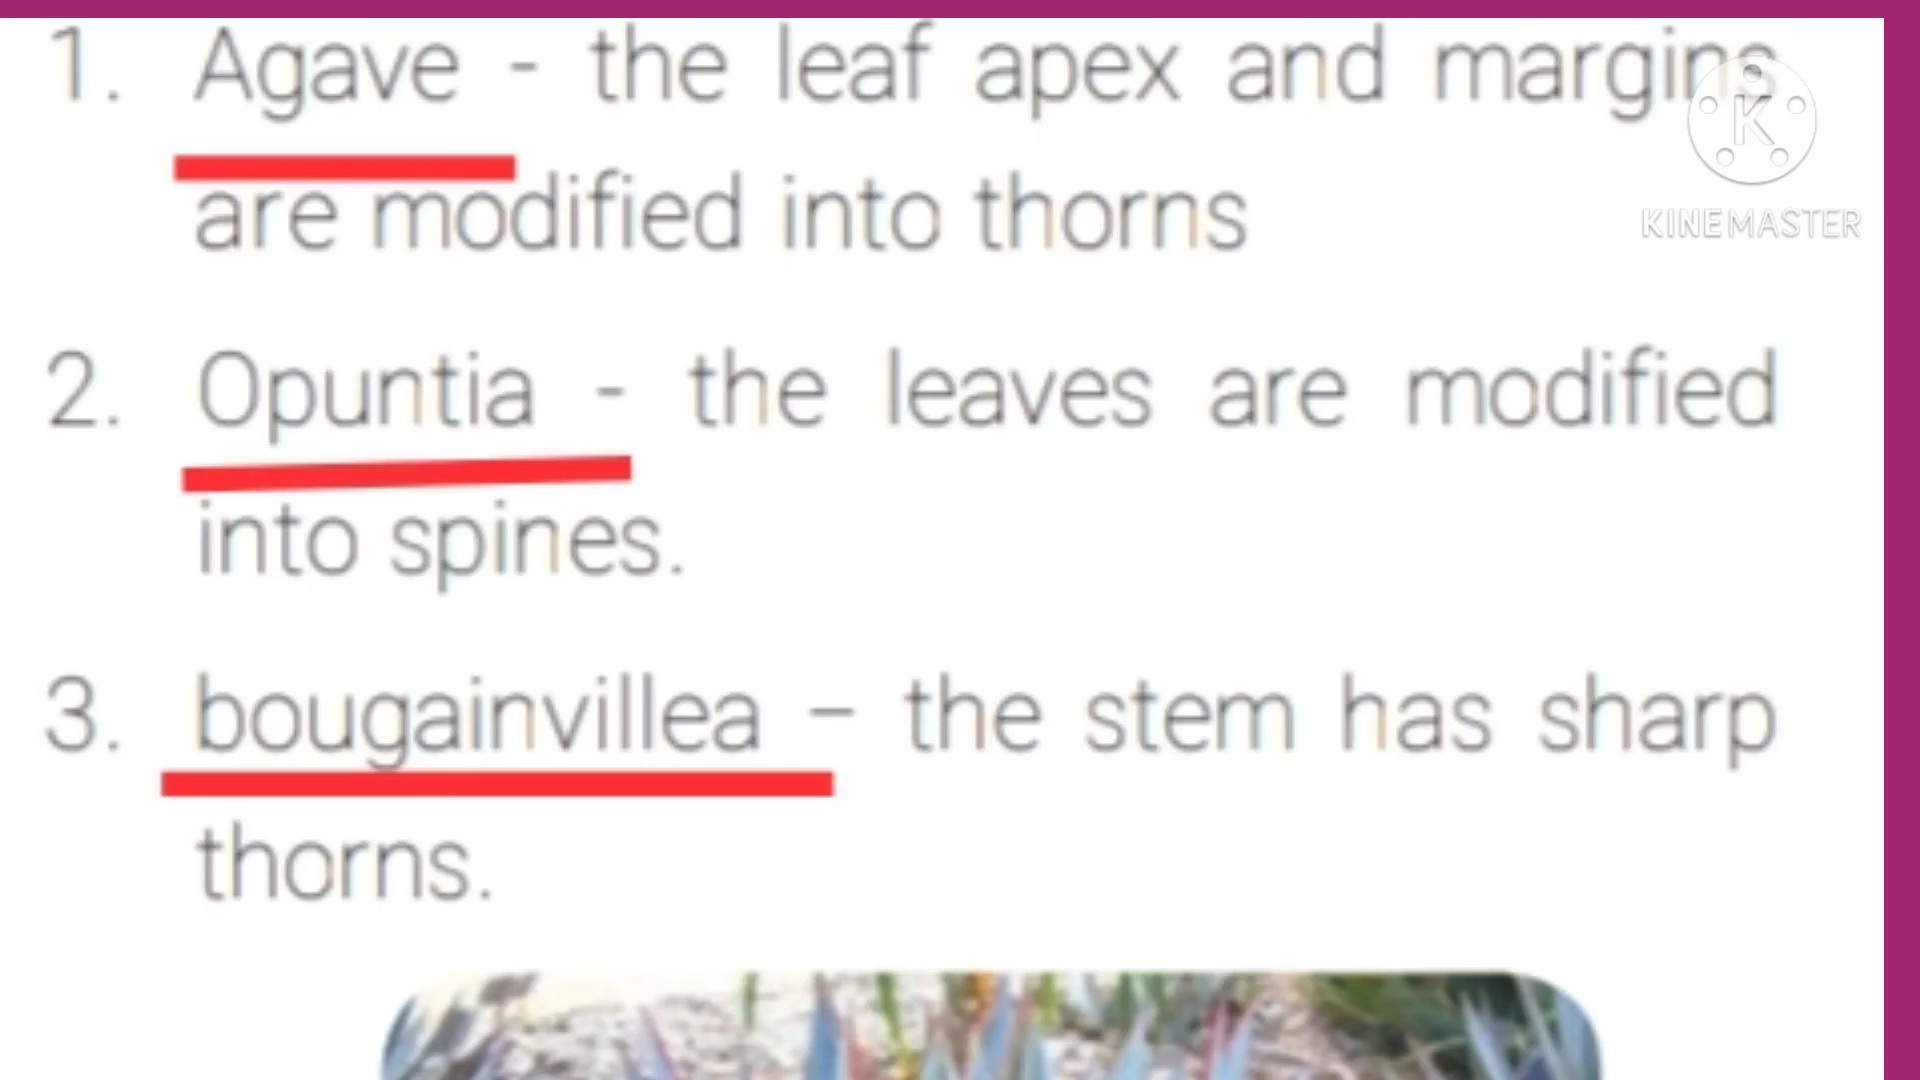 1. Agave - the leaf apex and margins
are modified into thorns
2. Opuntia - the leaves are modified
into spines.
3. bougainvillea – the stem has sharp
thorns.
K
KINEMASTER